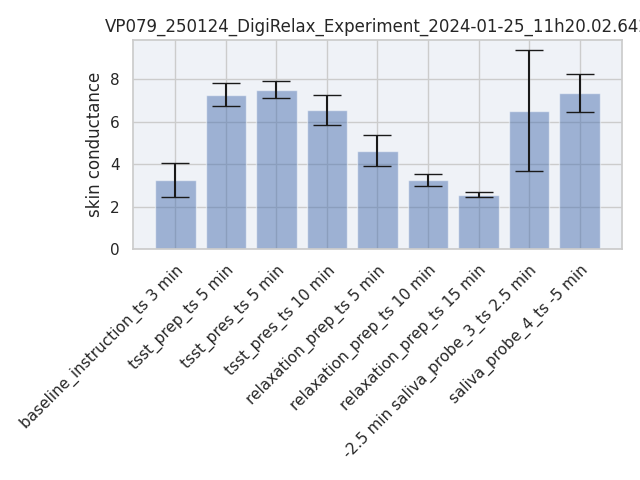 VP079_250124_DigiRelax_Experiment_2024-01-25_11h20.02.64
skin conductance
8
6
4
2
0
baseline_instruction_ts 3 min
tsst_prep_ts 5 min
tsst_pres_ts 5 min
tsst_pres_ts 10 min
relaxation_prep_ts 5 min
relaxation_prep_ts 10 min
relaxation_prep_ts 15 min
-2.5 min saliva_probe_3_ts 2.5 min
saliva_probe_4_ts -5 min